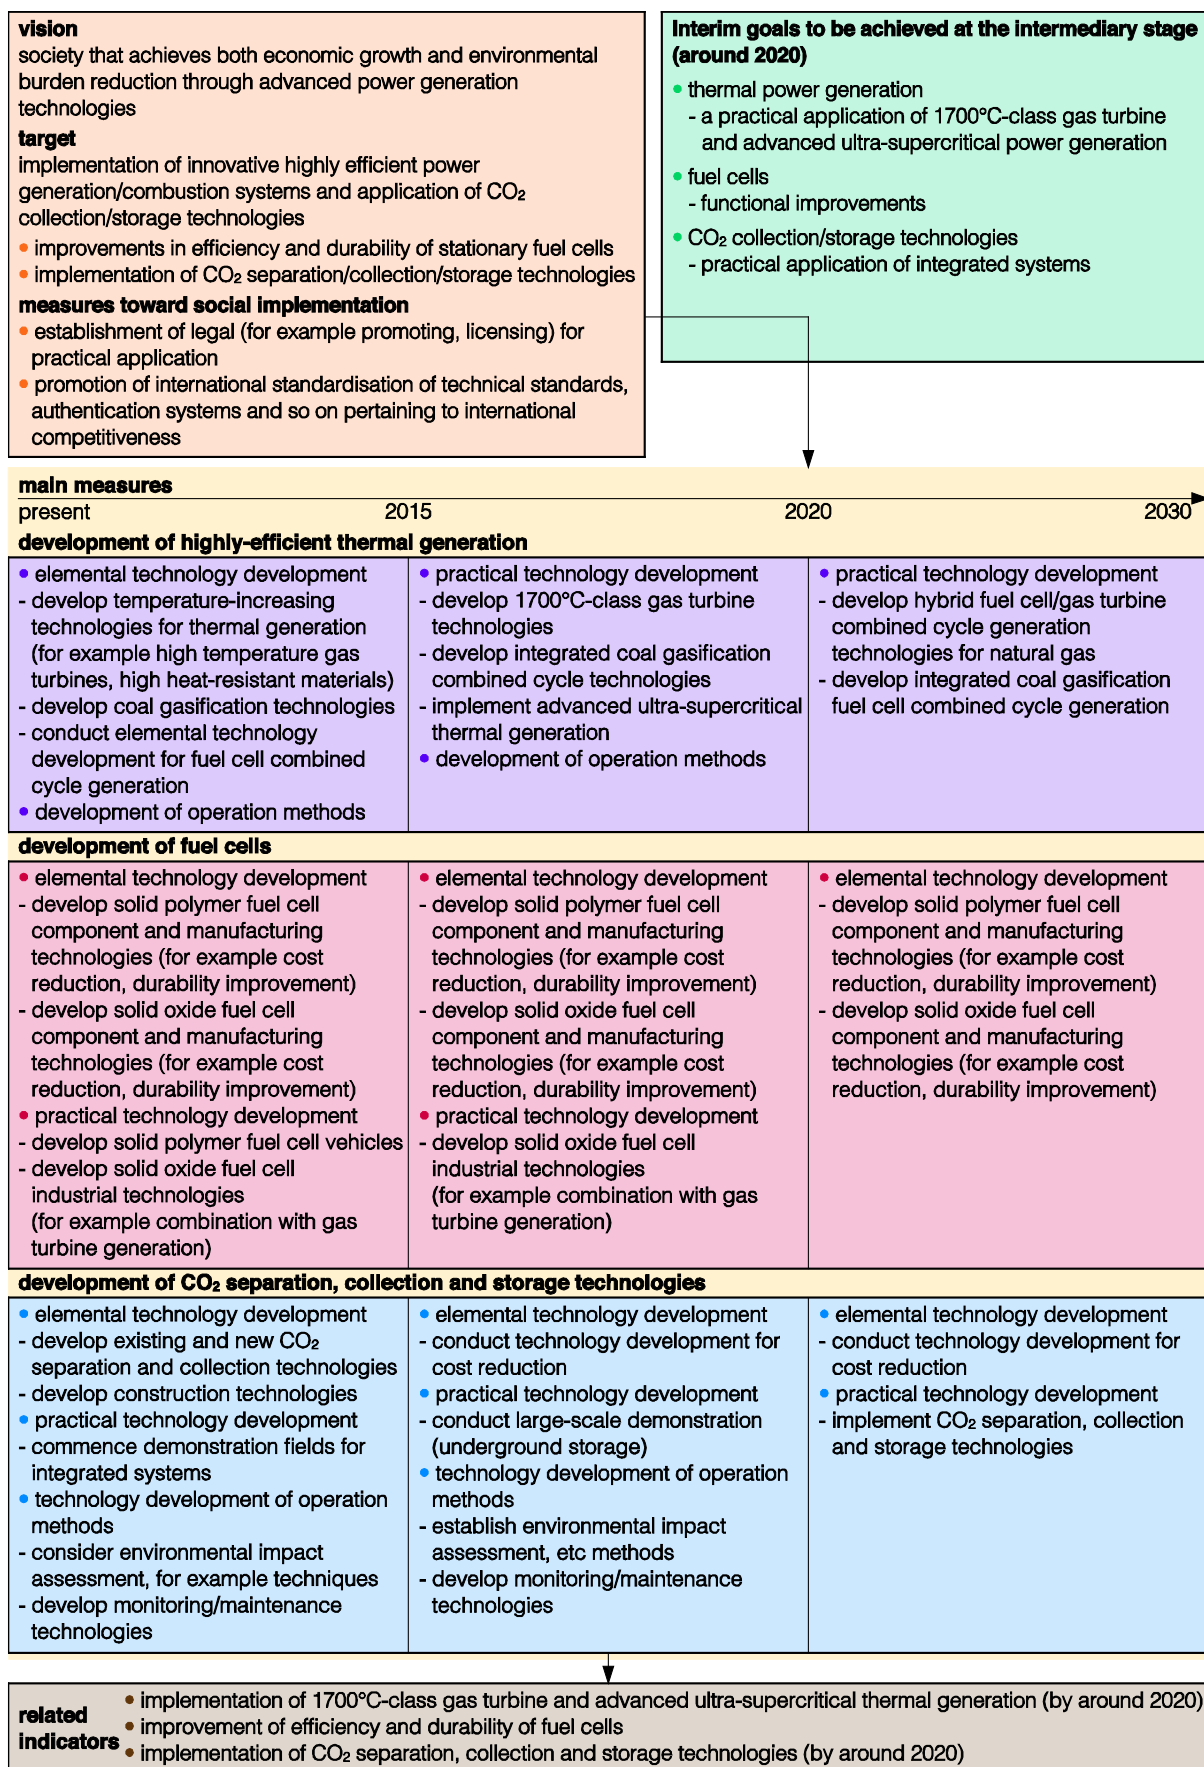 vision
society that achieves both economic growth and environmental
burden reduction through advanced power generation
technologies
target
implementation of innovative highly efficient power
generation/combustion systems and application of CO₂
collection/storage technologies
• improvements in efficiency and durability of stationary fuel cells
• implementation of CO₂ separation/collection/storage technologies
measures toward social implementation
• establishment of legal (for example promoting, licensing) for
practical application
• promotion of international standardisation of technical standards,
authentication systems and so on pertaining to international
competitiveness
Interim goals to be achieved at the intermediary stage
(around 2020)
• thermal power generation
- a practical application of 1700°C-class gas turbine
and advanced ultra-supercritical power generation
• fuel cells
- functional improvements
• CO₂ collection/storage technologies
- practical application of integrated systems
main measures
present 2015 2020 2030
development of highly-efficient thermal generation
• elemental technology development
- develop temperature-increasing
technologies for thermal generation
(for example high temperature gas
turbines, high heat-resistant materials)
- develop coal gasification technologies
- conduct elemental technology
development for fuel cell combined
cycle generation
• development of operation methods
• practical technology development
- develop 1700°C-class gas turbine
technologies
- develop integrated coal gasification
combined cycle technologies
- implement advanced ultra-supercritical
thermal generation
• development of operation methods
• practical technology development
- develop hybrid fuel cell/gas turbine
combined cycle generation
technologies for natural gas
- develop integrated coal gasification
fuel cell combined cycle generation
development of fuel cells
• elemental technology development
- develop solid polymer fuel cell
component and manufacturing
technologies (for example cost
reduction, durability improvement)
- develop solid oxide fuel cell
component and manufacturing
technologies (for example cost
reduction, durability improvement)
• practical technology development
- develop solid polymer fuel cell vehicles
- develop solid oxide fuel cell
industrial technologies
(for example combination with gas
turbine generation)
• elemental technology development
- develop solid polymer fuel cell
component and manufacturing
technologies (for example cost
reduction, durability improvement)
- develop solid oxide fuel cell
component and manufacturing
technologies (for example cost
reduction, durability improvement)
• practical technology development
- develop solid oxide fuel cell
industrial technologies
(for example combination with gas
turbine generation)
• elemental technology development
- develop solid polymer fuel cell
component and manufacturing
technologies (for example cost
reduction, durability improvement)
- develop solid oxide fuel cell
component and manufacturing
technologies (for example cost
reduction, durability improvement)
development of CO₂ separation, collection and storage technologies
• elemental technology development
- develop existing and new CO₂
separation and collection technologies
- develop construction technologies
• practical technology development
- commence demonstration fields for
integrated systems
• technology development of operation
methods
- consider environmental impact
assessment, for example techniques
- develop monitoring/maintenance
technologies
• elemental technology development
- conduct technology development for
cost reduction
• practical technology development
- conduct large-scale demonstration
(underground storage)
• technology development of operation
methods
- establish environmental impact
assessment, etc methods
- develop monitoring/maintenance
technologies
• elemental technology development
- conduct technology development for
cost reduction
• practical technology development
- implement CO₂ separation, collection
and storage technologies
related
indicators
• implementation of 1700°C-class gas turbine and advanced ultra-supercritical thermal generation (by around 2020)
• improvement of efficiency and durability of fuel cells
• implementation of CO₂ separation, collection and storage technologies (by around 2020)